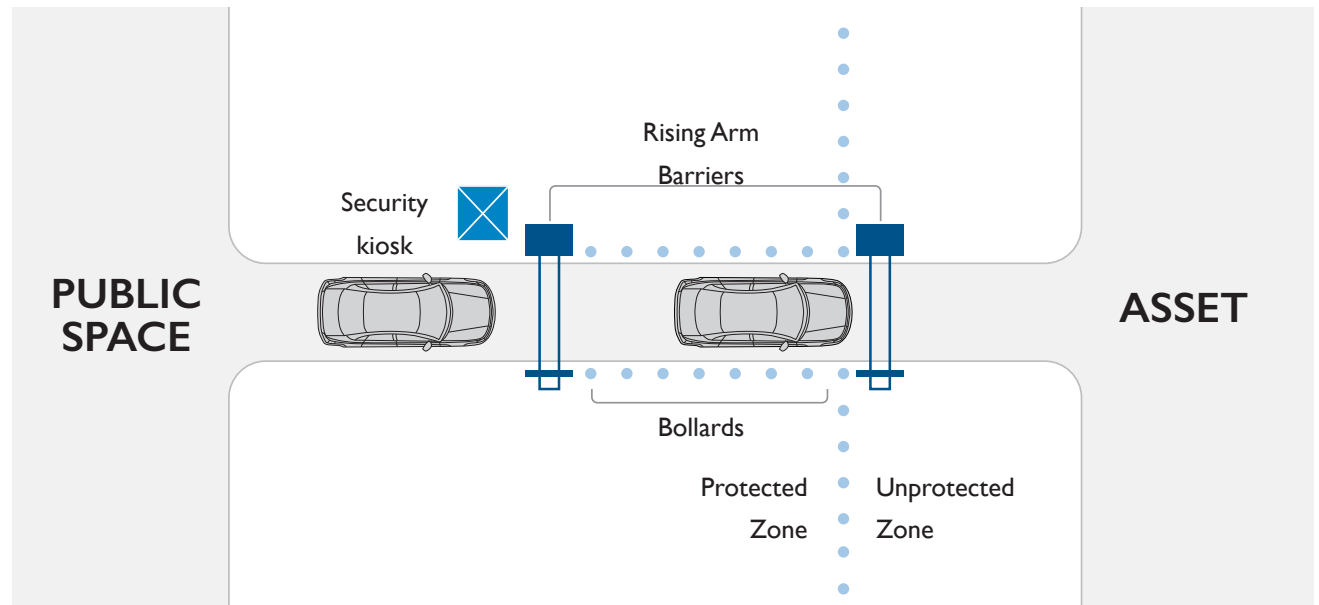 Rising Arm
Barriers
Security
kiosk
PUBLIC
SPACE
ASSET
Bollards
Protected
Zone
Unprotected
Zone